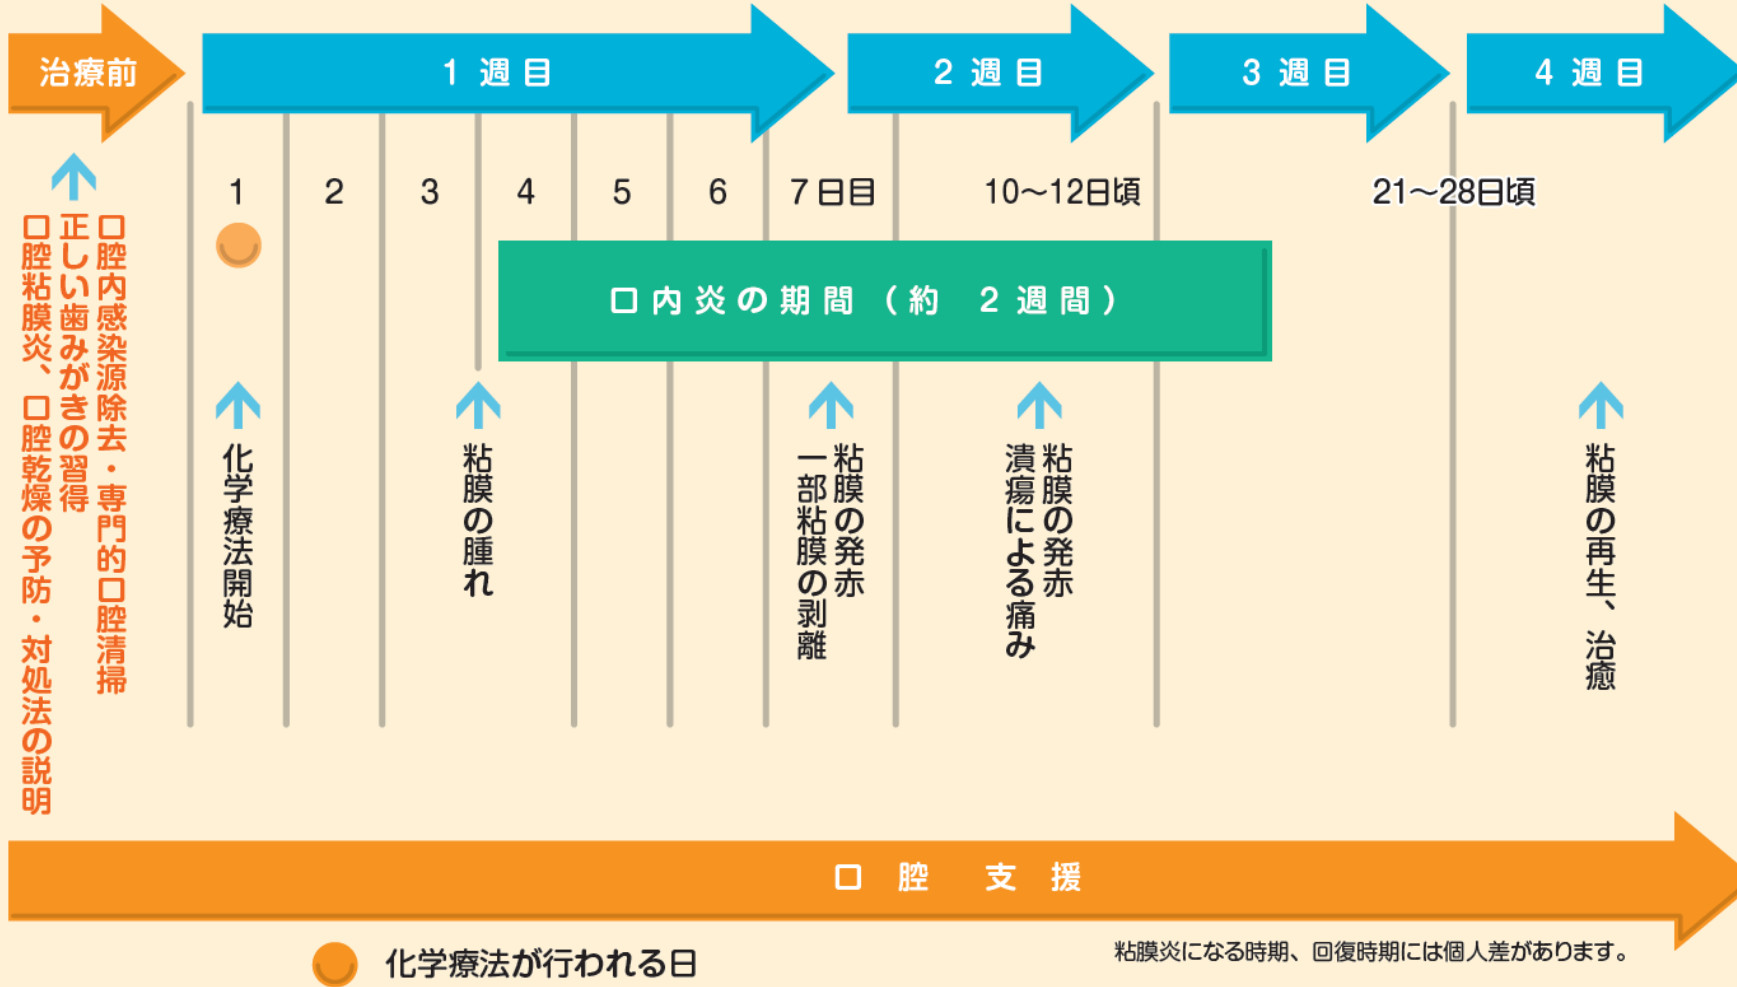 治療前
1週目
2週目
3週目
4週目
1
2
3
4
5
6
7日目
10〜12日頃
21〜28日頃
口腔内感染源除去・専門的口腔清掃
正しい歯みがきの習得
口腔粘膜炎、口腔乾燥の予防・対処法の説明
口内炎の期間（約 2週間）
化学療法開始
粘膜の腫れ
粘膜の発赤
一部粘膜の剥離
粘膜の発赤
潰瘍による痛み
粘膜の再生、治癒
口腔 支援
化学療法が行われる日
粘膜炎になる時期、回復時期には個人差があります。